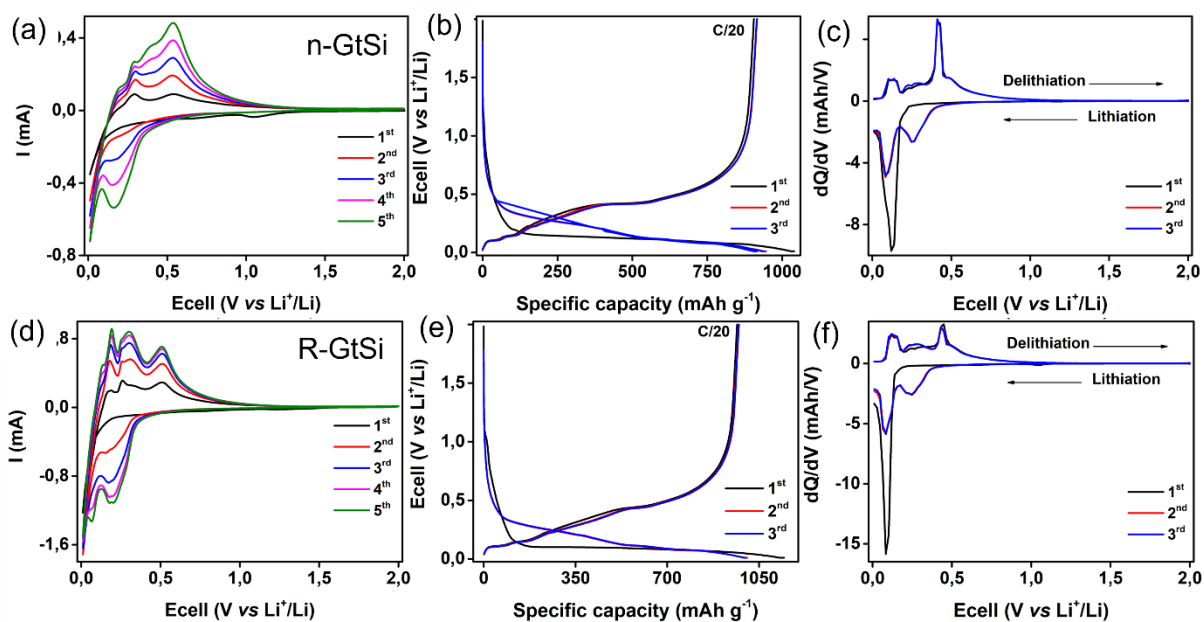 (a)
n-GtSi
0,4
0,0
-0,4
-0,8
I (mA)
1st
2nd
3rd
4th
5th
0,0 0,5 1,0 1,5 2,0
Ecell (V vs Li+/Li)
(b)
C/20
1,5
1,0
0,5
0,0
Ecell (V vs Li+/Li)
1st
2nd
3rd
0 250 500 750 1000
Specific capacity (mAh g-1)
(c)
Delithiation
Lithiation
0
-4
-8
dQ/dV (mAh/V)
1st
2nd
3rd
0,0 0,5 1,0 1,5 2,0
Ecell (V vs Li+/Li)
(d)
R-GtSi
,8
0,0
-0,8
-1,6
I (mA)
1st
2nd
3rd
4th
5th
0,0 0,5 1,0 1,5 2,0
Ecell (V vs Li+/Li)
(e)
C/20
1,5
1,0
0,5
0,0
Ecell (V vs Li+/Li)
1st
2nd
3rd
0 350 700 1050
Specific capacity (mAh g-1)
(f)
Delithiation
Lithiation
0
-5
-10
-15
dQ/dV (mAh/V)
1st
2nd
3rd
0,0 0,5 1,0 1,5 2,0
Ecell (V vs Li+/Li)